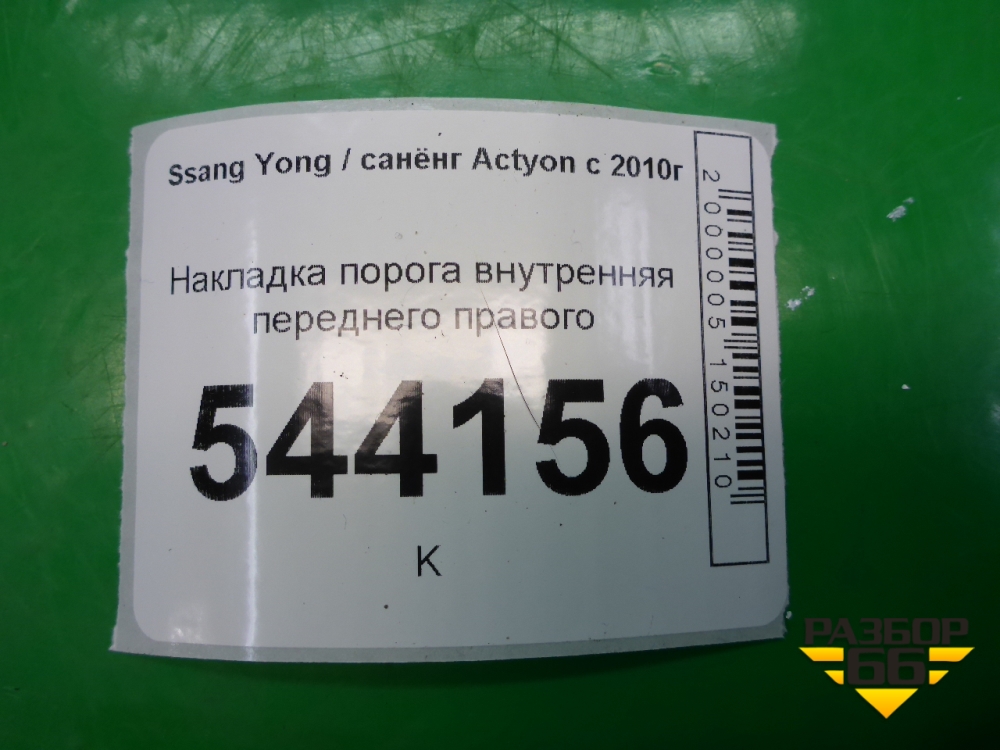 Ssang Yong / санёнг Actyon с 2010г
Накладка порога внутренняя
переднего правого
544156
К
2000005150210
РАЗБОР
66